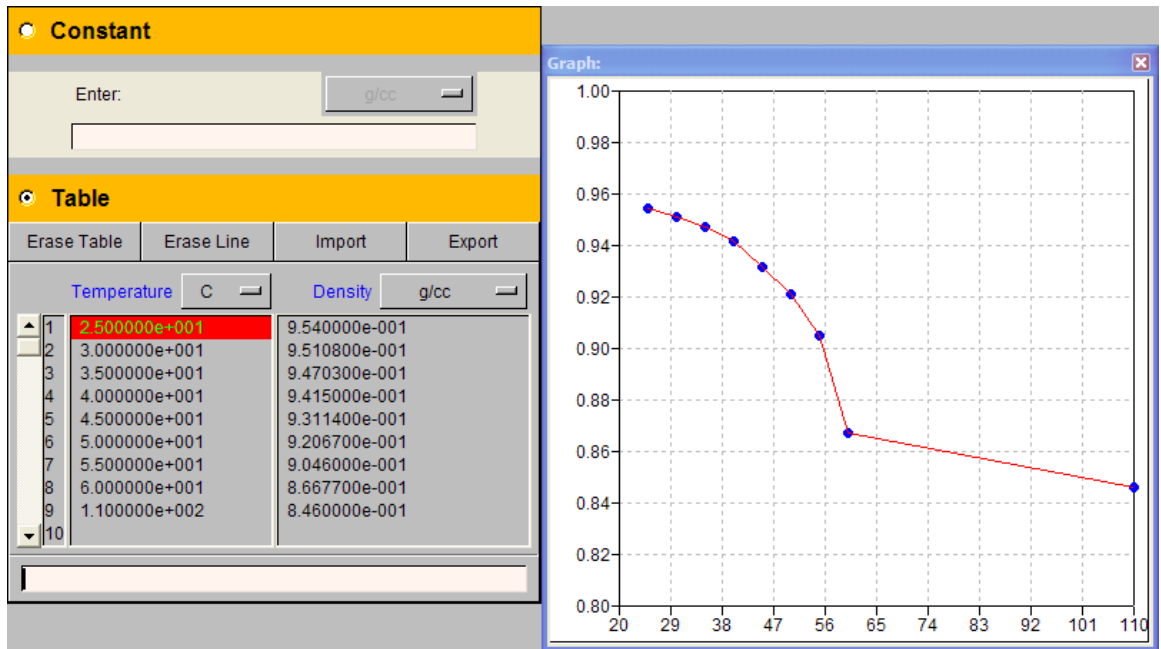 Constant
Enter: g/cc
Table
Erase Table Erase Line Import Export
Temperature C Density g/cc
1 2.500000e+001 9.540000e-001
2 3.000000e+001 9.510800e-001
3 3.500000e+001 9.470300e-001
4 4.000000e+001 9.415000e-001
5 4.500000e+001 9.311400e-001
6 5.000000e+001 9.206700e-001
7 5.500000e+001 9.046000e-001
8 6.000000e+001 8.667700e-001
9 1.100000e+002 8.460000e-001
10
Graph:
1.00
0.98
0.96
0.94
0.92
0.90
0.88
0.86
0.84
0.82
0.80
20 29 38 47 56 65 74 83 92 101 110